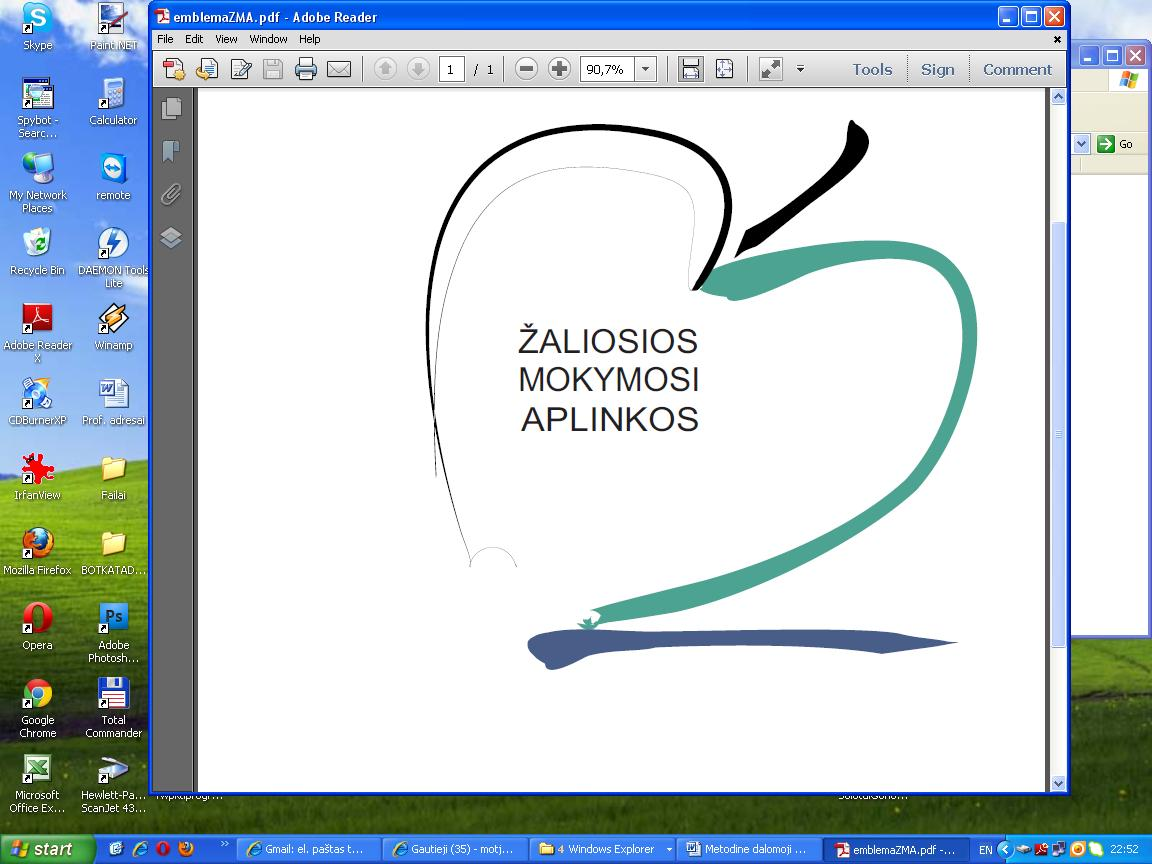 emblemaZMA.pdf - Adobe Reader
File Edit View Window Help
1 / 1 90,7% Tools Sign Comment
Go
ŽALIOSIOS
MOKYMOSI
APLINKOS
Skype
Paint.NET
Spybot -
Searc...
Calculator
My Network
Places
remote
Recycle Bin
DAEMON Tools
Lite
Adobe Reader
X
Winamp
CDBurnerXP
Prof. adresai
IrfanView
Failai
Mozilla Firefox
BOTKATAD...
Opera
Adobe
Photosh...
Google
Chrome
Total
Commander
Microsoft
Office Ex...
Hewlett-Pa...
ScanJet 43...
start
Gmail: el. paštas t...
Gautieji (35) - motj...
4 Windows Explorer
Metodine dalomoji ...
emblemaZMA.pdf -...
EN
22:52